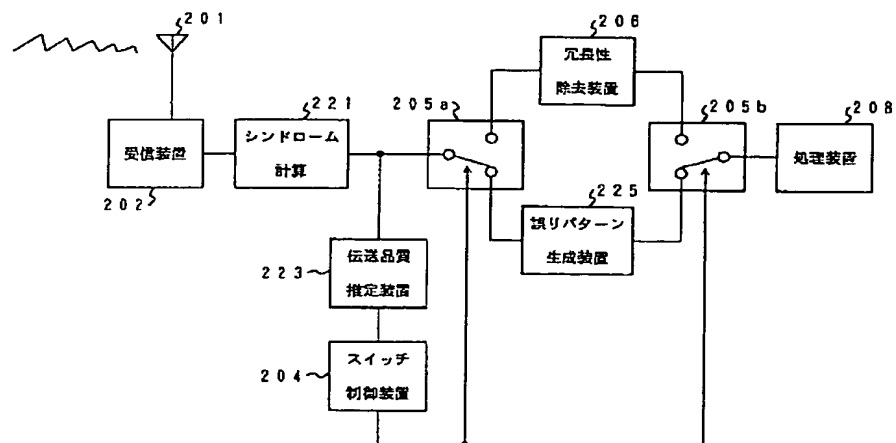 201
206
冗長性
除去装置
221
205a
205b
208
受信装置
シンドローム
計算
処理装置
202
225
誤りパターン
生成装置
223
伝送品質
推定装置
204
スイッチ
制御装置